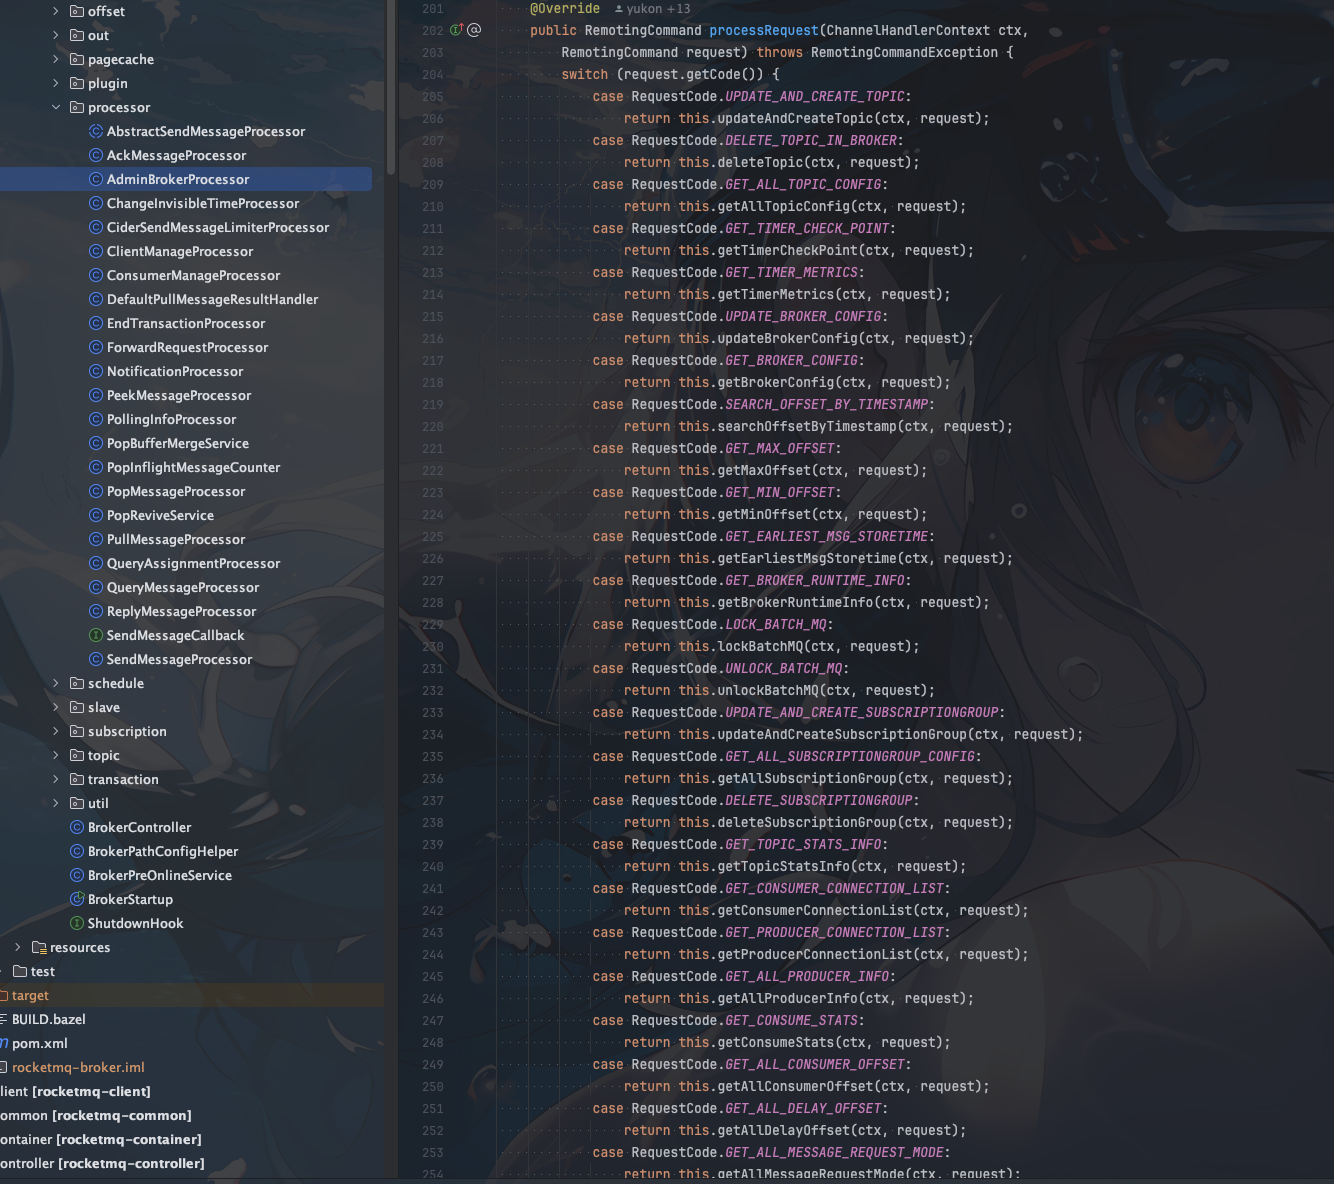 offset
out
pagecache
plugin
processor
AbstractSendMessageProcessor
AckMessageProcessor
AdminBrokerProcessor
ChangeInvisibleTimeProcessor
CiderSendMessageLimiterProcessor
ClientManageProcessor
ConsumerManageProcessor
DefaultPullMessageResultHandler
EndTransactionProcessor
ForwardRequestProcessor
NotificationProcessor
PeekMessageProcessor
PollingInfoProcessor
PopBufferMergeService
PopInflightMessageCounter
PopMessageProcessor
PopReviveService
PullMessageProcessor
QueryAssignmentProcessor
QueryMessageProcessor
ReplyMessageProcessor
SendMessageCallback
SendMessageProcessor
schedule
slave
subscription
topic
transaction
util
BrokerController
BrokerPathConfigHelper
BrokerPreOnlineService
BrokerStartup
ShutdownHook
resources
test
target
BUILD.bazel
pom.xml
rocketmq-broker.iml
lient [rocketmq-client]
ommon [rocketmq-common]
ontainer [rocketmq-container]
ontroller [rocketmq-controller]
201 @Override yukon +13
202 public RemotingCommand processRequest(ChannelHandlerContext ctx,
203 RemotingCommand request) throws RemotingCommandException {
204 switch (request.getCode()) {
205 case RequestCode.UPDATE_AND_CREATE_TOPIC:
206 return this.updateAndCreateTopic(ctx, request);
207 case RequestCode.DELETE_TOPIC_IN_BROKER:
208 return this.deleteTopic(ctx, request);
209 case RequestCode.GET_ALL_TOPIC_CONFIG:
210 return this.getAllTopicConfig(ctx, request);
211 case RequestCode.GET_TIMER_CHECK_POINT:
212 return this.getTimerCheckPoint(ctx, request);
213 case RequestCode.GET_TIMER_METRICS:
214 return this.getTimerMetrics(ctx, request);
215 case RequestCode.UPDATE_BROKER_CONFIG:
216 return this.updateBrokerConfig(ctx, request);
217 case RequestCode.GET_BROKER_CONFIG:
218 return this.getBrokerConfig(ctx, request);
219 case RequestCode.SEARCH_OFFSET_BY_TIMESTAMP:
220 return this.searchOffsetByTimestamp(ctx, request);
221 case RequestCode.GET_MAX_OFFSET:
222 return this.getMaxOffset(ctx, request);
223 case RequestCode.GET_MIN_OFFSET:
224 return this.getMinOffset(ctx, request);
225 case RequestCode.GET_EARLIEST_MSG_STORETIME:
226 return this.getEarliestMsgStoretime(ctx, request);
227 case RequestCode.GET_BROKER_RUNTIME_INFO:
228 return this.getBrokerRuntimeInfo(ctx, request);
229 case RequestCode.LOCK_BATCH_MQ:
230 return this.lockBatchMQ(ctx, request);
231 case RequestCode.UNLOCK_BATCH_MQ:
232 return this.unlockBatchMQ(ctx, request);
233 case RequestCode.UPDATE_AND_CREATE_SUBSCRIPTIONGROUP:
234 return this.updateAndCreateSubscriptionGroup(ctx, request);
235 case RequestCode.GET_ALL_SUBSCRIPTIONGROUP_CONFIG:
236 return this.getAllSubscriptionGroup(ctx, request);
237 case RequestCode.DELETE_SUBSCRIPTIONGROUP:
238 return this.deleteSubscriptionGroup(ctx, request);
239 case RequestCode.GET_TOPIC_STATS_INFO:
240 return this.getTopicStatsInfo(ctx, request);
241 case RequestCode.GET_CONSUMER_CONNECTION_LIST:
242 return this.getConsumerConnectionList(ctx, request);
243 case RequestCode.GET_PRODUCER_CONNECTION_LIST:
244 return this.getProducerConnectionList(ctx, request);
245 case RequestCode.GET_ALL_PRODUCER_INFO:
246 return this.getAllProducerInfo(ctx, request);
247 case RequestCode.GET_CONSUME_STATS:
248 return this.getConsumeStats(ctx, request);
249 case RequestCode.GET_ALL_CONSUMER_OFFSET:
250 return this.getAllConsumerOffset(ctx, request);
251 case RequestCode.GET_ALL_DELAY_OFFSET:
252 return this.getAllDelayOffset(ctx, request);
253 case RequestCode.GET_ALL_MESSAGE_REQUEST_MODE:
254 return this.getAllMessageRequestMode(ctx, request);